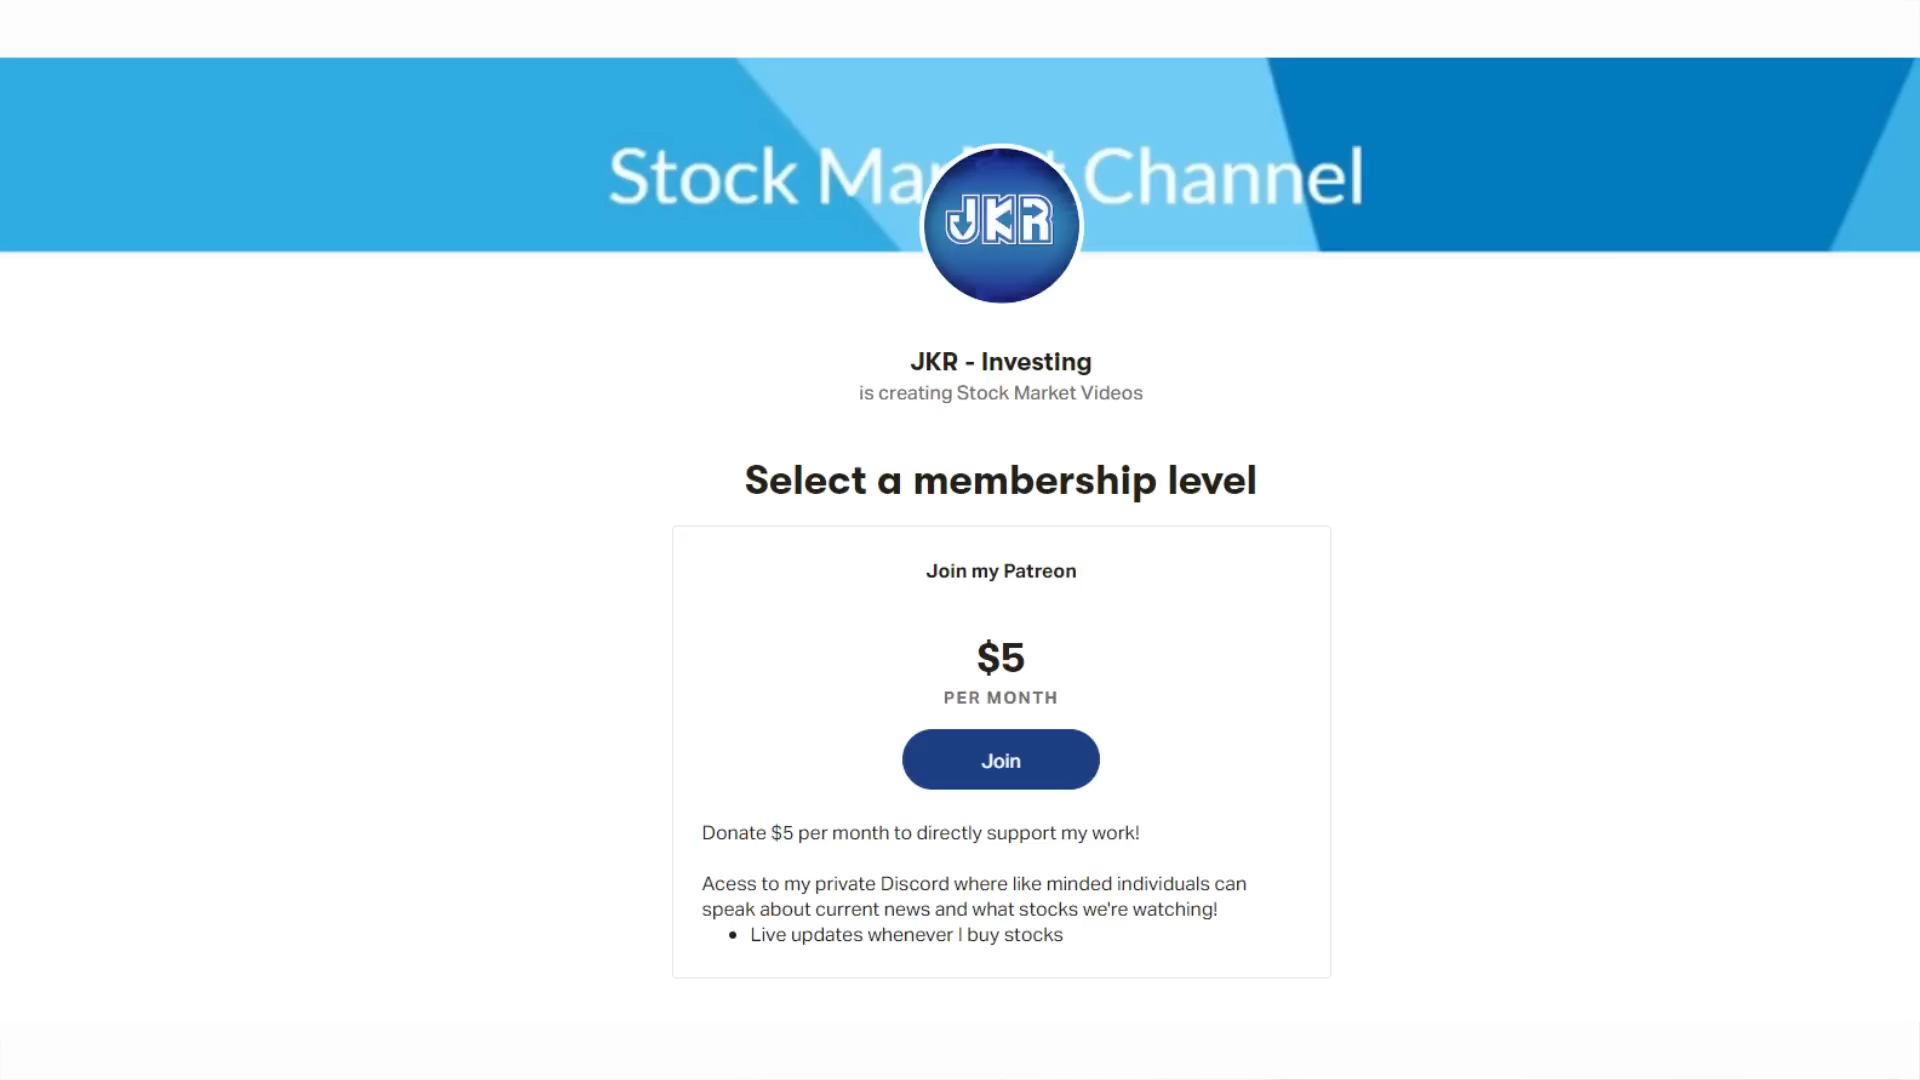 Stock Market Channel
JKR
JKR - Investing
is creating Stock Market Videos
Select a membership level
Join my Patreon
$5
PER MONTH
Join
Donate $5 per month to directly support my work!
Acess to my private Discord where like minded individuals can
speak about current news and what stocks we're watching!
• Live updates whenever I buy stocks